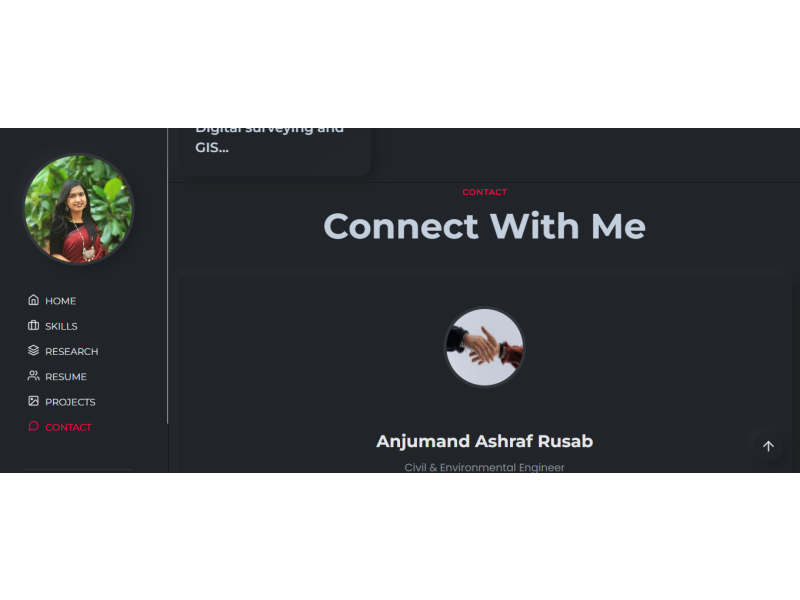 Digital surveying and
GIS...
HOME
SKILLS
RESEARCH
RESUME
PROJECTS
CONTACT
CONTACT
Connect With Me
Anjumand Ashraf Rusab
Civil & Environmental Engineer